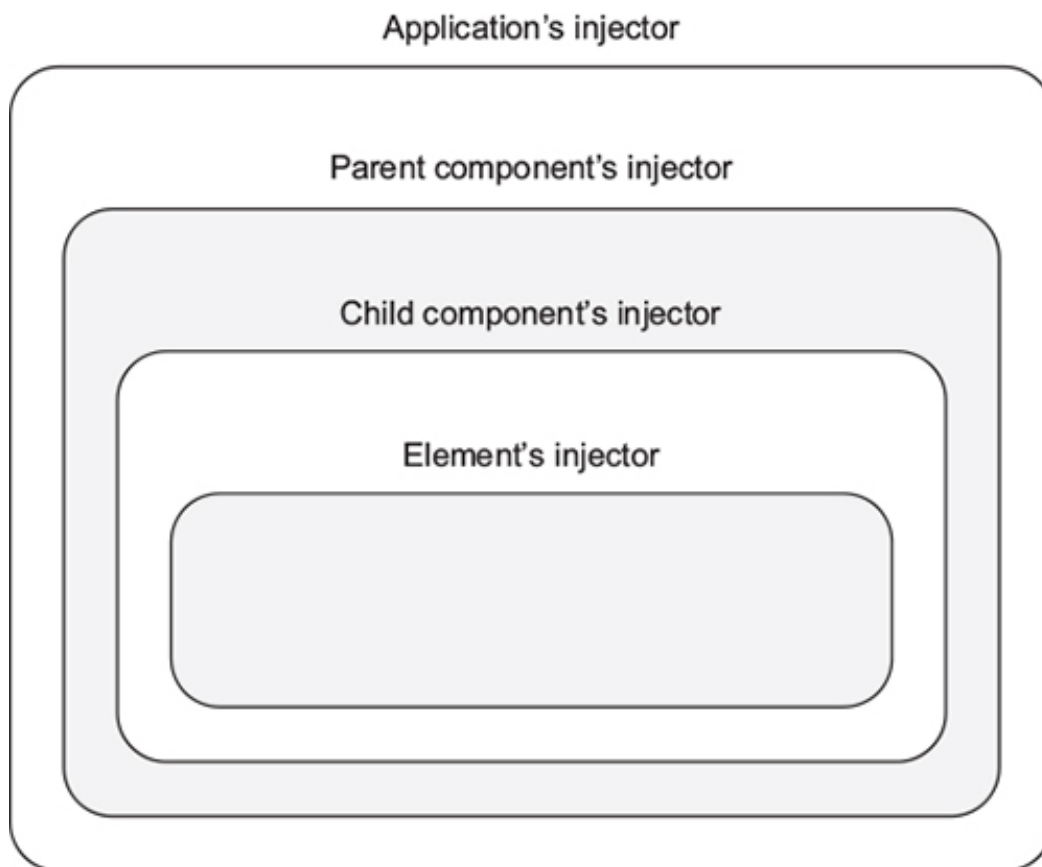 Application’s injector
Parent component’s injector
Child component’s injector
Element’s injector